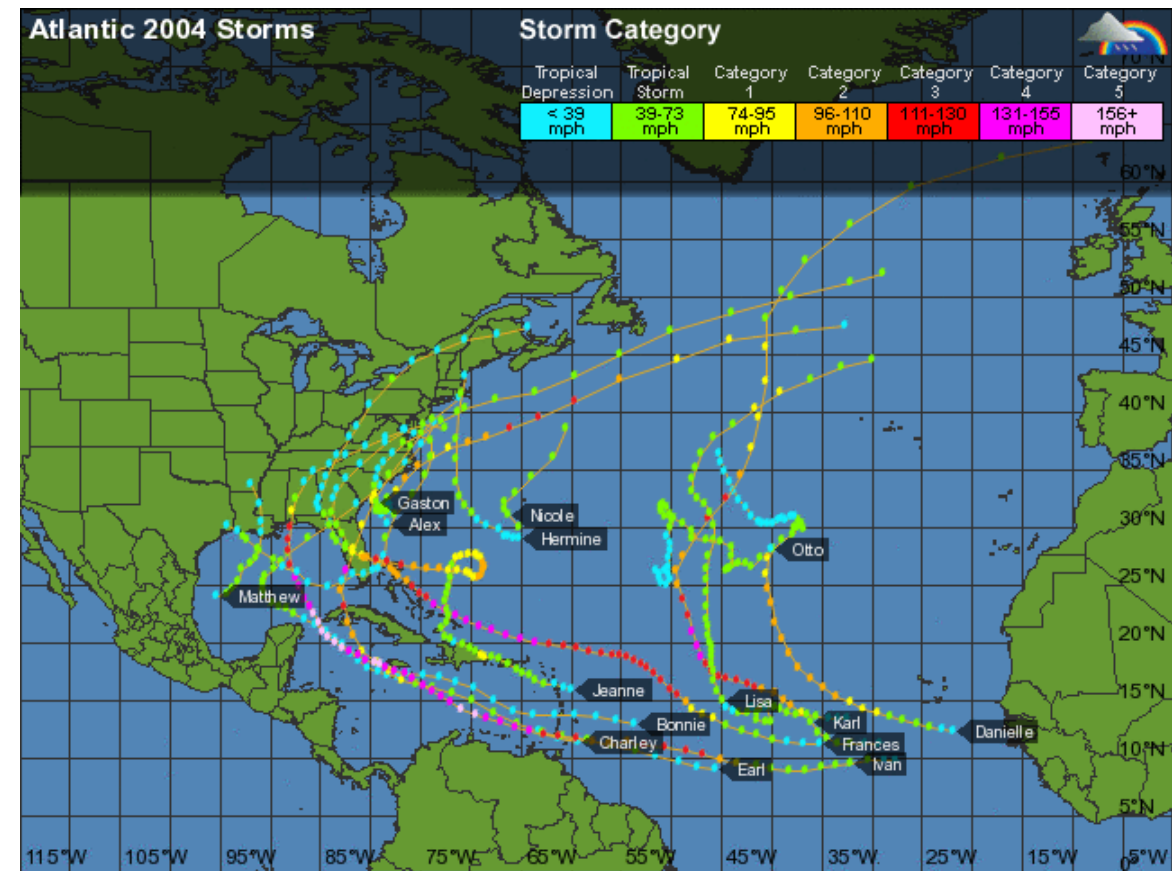 Atlantic 2004 Storms
Storm Category
Tropical Depression
Tropical Storm
Category 1
Category 2
Category 3
Category 4
Category 5
< 39 mph
39-73 mph
74-95 mph
96-110 mph
111-130 mph
131-155 mph
156+ mph
70°N
60°N
55°N
50°N
45°N
40°N
35°N
30°N
25°N
20°N
15°N
10°N
5°N
0°
Gaston
Alex
Nicole
Hermine
Otto
Matthew
Jeanne
Bonnie
Charley
Lisa
Karl
Frances
Danielle
Earl
Ivan
115°W
105°W
95°W
85°W
75°W
65°W
55°W
45°W
35°W
25°W
15°W
5°W